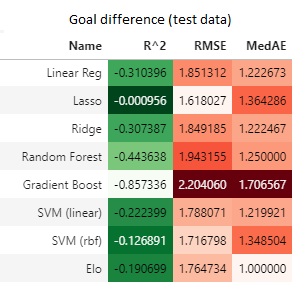 Goal difference (test data)
Name R^2 RMSE MedAE
Linear Reg -0.310396 1.851312 1.222673
Lasso -0.000956 1.618027 1.364286
Ridge -0.307387 1.849185 1.222467
Random Forest -0.443638 1.943155 1.250000
Gradient Boost -0.857336 2.204060 1.706567
SVM (linear) -0.222399 1.788071 1.219921
SVM (rbf) -0.126891 1.716798 1.348504
Elo -0.190699 1.764734 1.000000